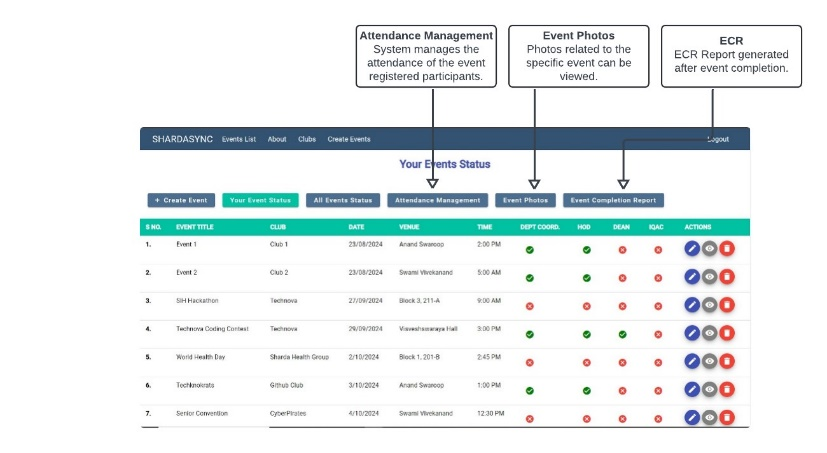 Attendance Management
System manages the
attendance of the event
registered participants.
Event Photos
Photos related to the
specific event can be
viewed.
ECR
ECR Report generated
after event completion.
SHARDASYNC Events List About Clubs Create Events Logout
Your Events Status
+ Create Event Your Event Status All Events Status Attendance Management Event Photos Event Completion Report
S NO. EVENT TITLE CLUB DATE VENUE TIME DEPT COORD. HOD DEAN IQAC ACTIONS
1. Event 1 Club 1 23/08/2024 Anand Swaroop 2:00 PM
2. Event 2 Club 2 23/08/2024 Swami Vivekanand 5:00 AM
3. SIH Hackathon Technova 27/09/2024 Block 3, 211-A 9:00 AM
4. Technova Coding Contest Technova 29/09/2024 Visveshwaraya Hall 3:00 PM
5. World Health Day Sharda Health Group 2/10/2024 Block 1, 201-B 2:45 PM
6. Techknokrats Github Club 3/10/2024 Anand Swaroop 1:00 PM
7. Senior Convention CyberPirates 4/10/2024 Swami Vivekanand 12:30 PM